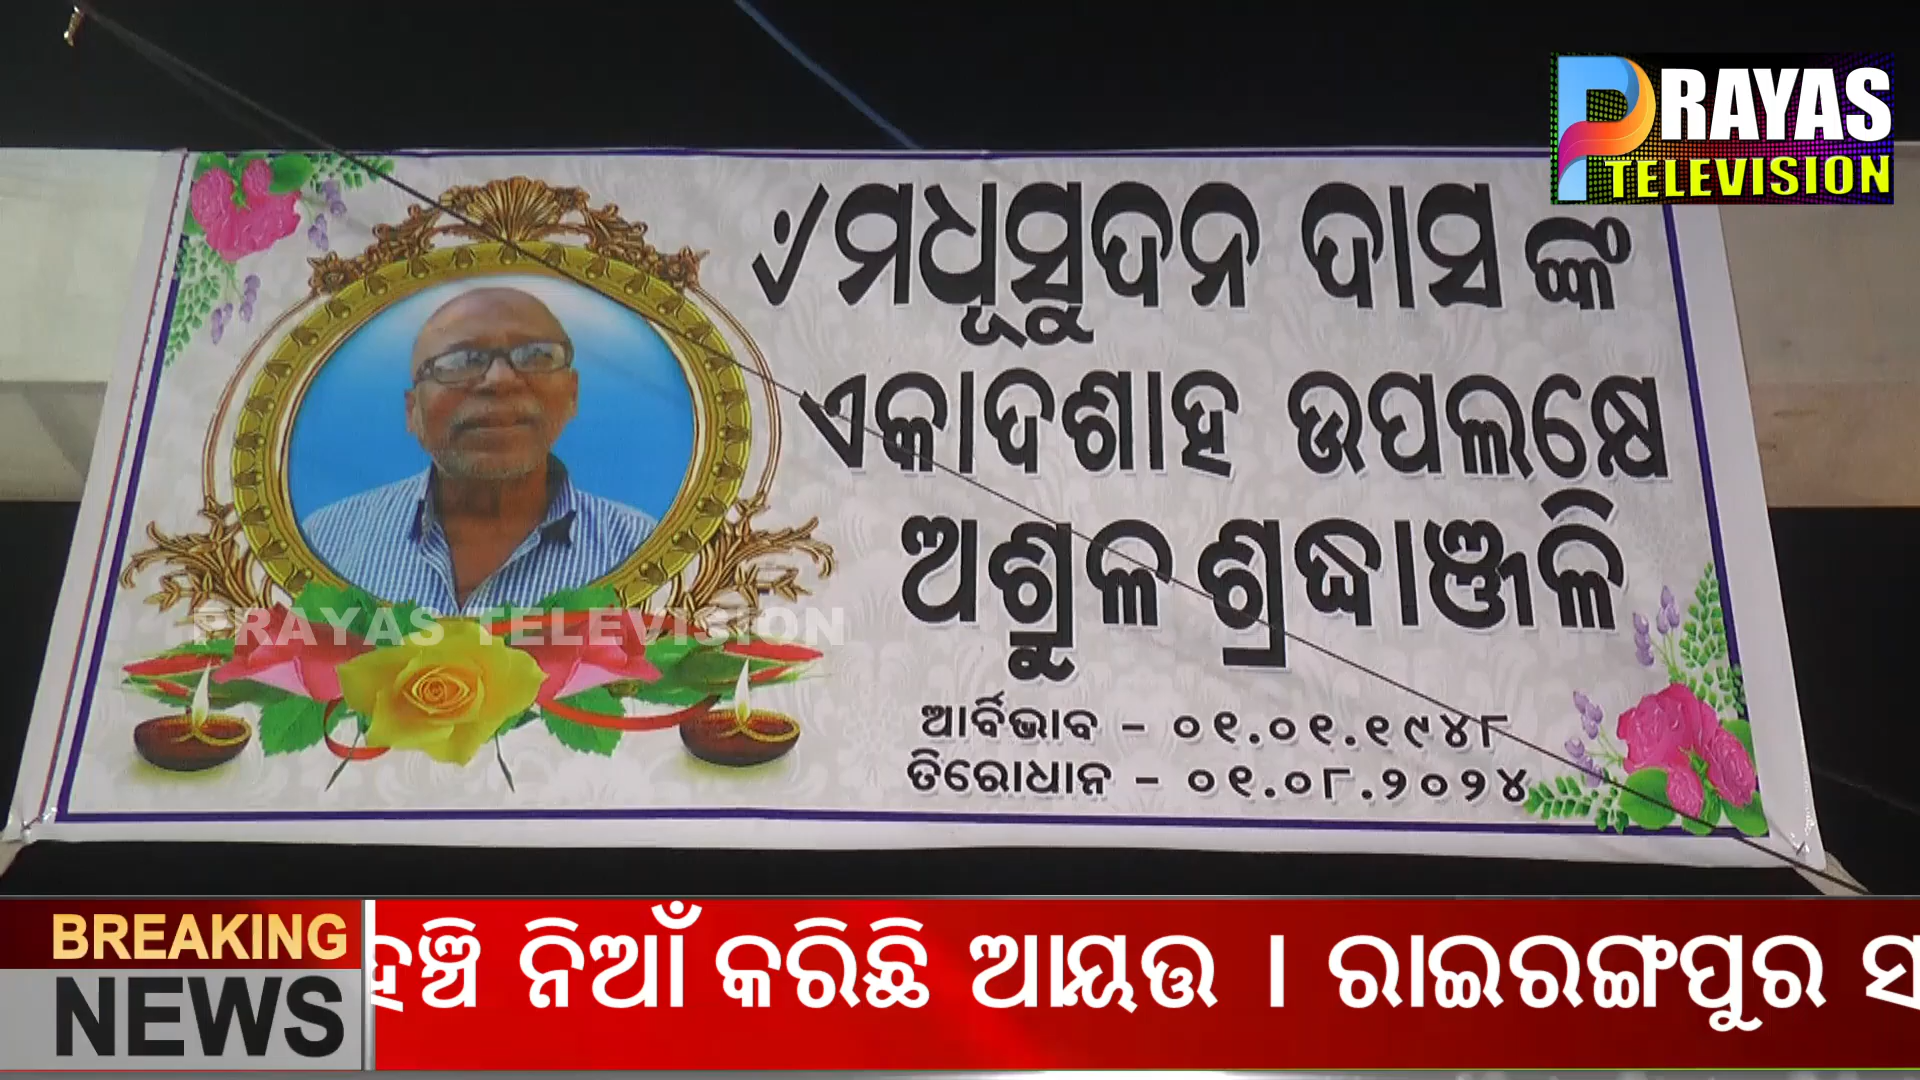 PRAYAS
TELEVISION
ମଧୂସୁଦନ ଦାସ ଙ୍କ
ଏକାଦଶାହ ଉପଲକ୍ଷେ
ଅଶ୍ରୁଳ ଶ୍ରଦ୍ଧାଞ୍ଜଳି
PRAYAS TELEVISION
ଆର୍ବିଭାବ - ୦୧.୦୧.୧୯୪୮
ତିରୋଧାନ - ୦୧.୦୮.୨୦୨୪
BREAKING
NEWS
ନିଆଁ କରିଛି ଆୟତ୍ତ । ରାଇରଙ୍ଗପୁର